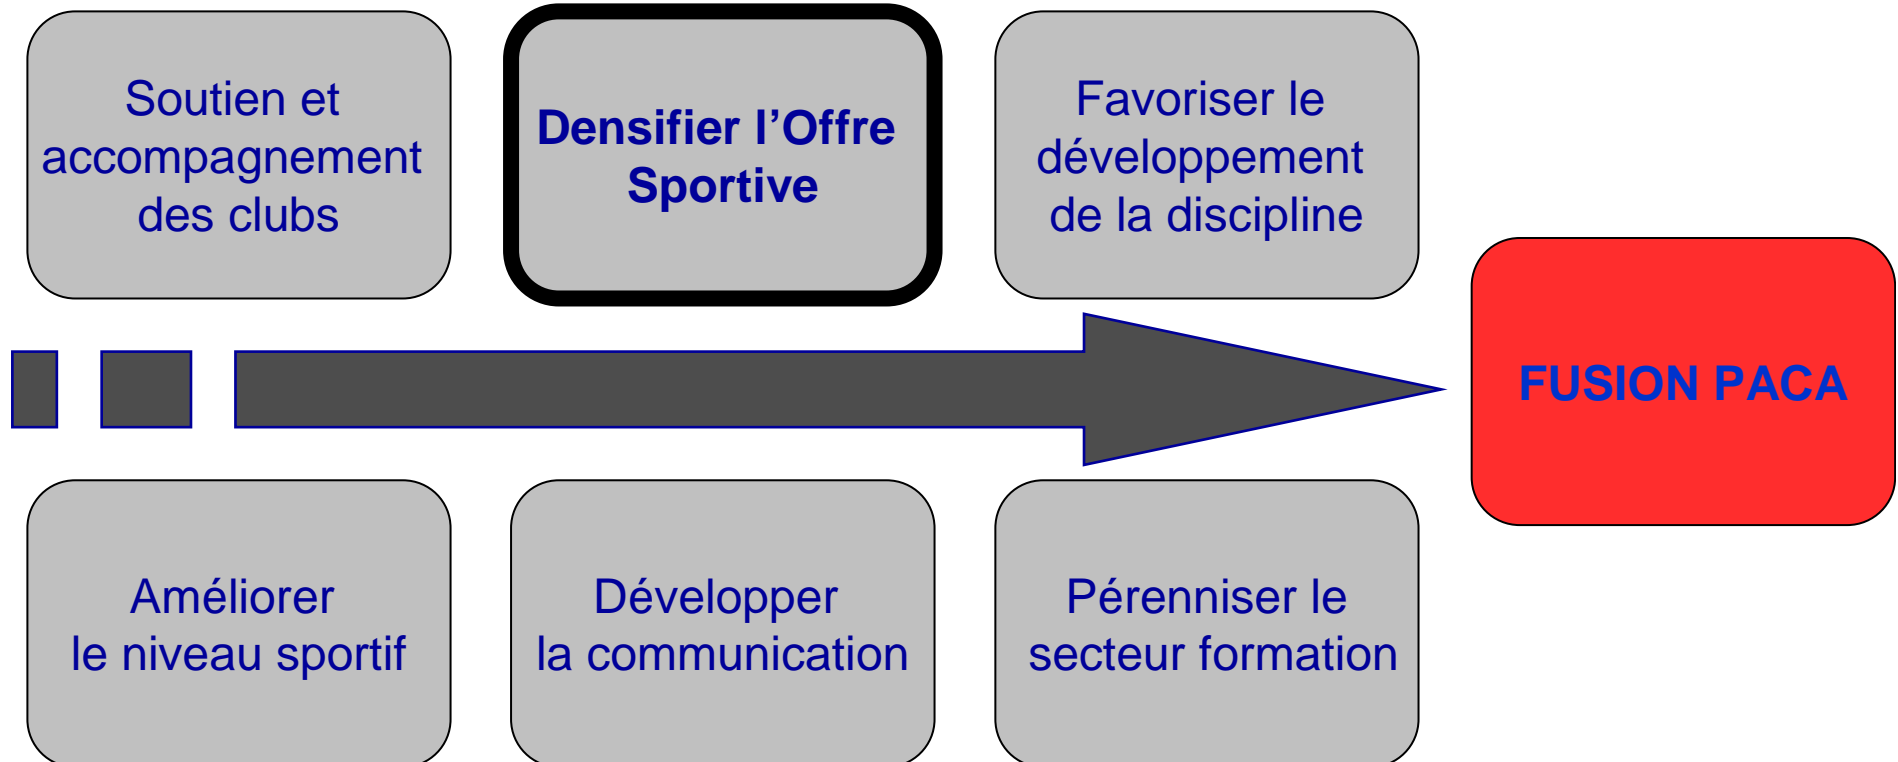 Soutien et
accompagnement
des clubs
Densifier l’Offre
Sportive
Favoriser le
développement
de la discipline
FUSION PACA
Améliorer
le niveau sportif
Développer
la communication
Pérenniser le
secteur formation